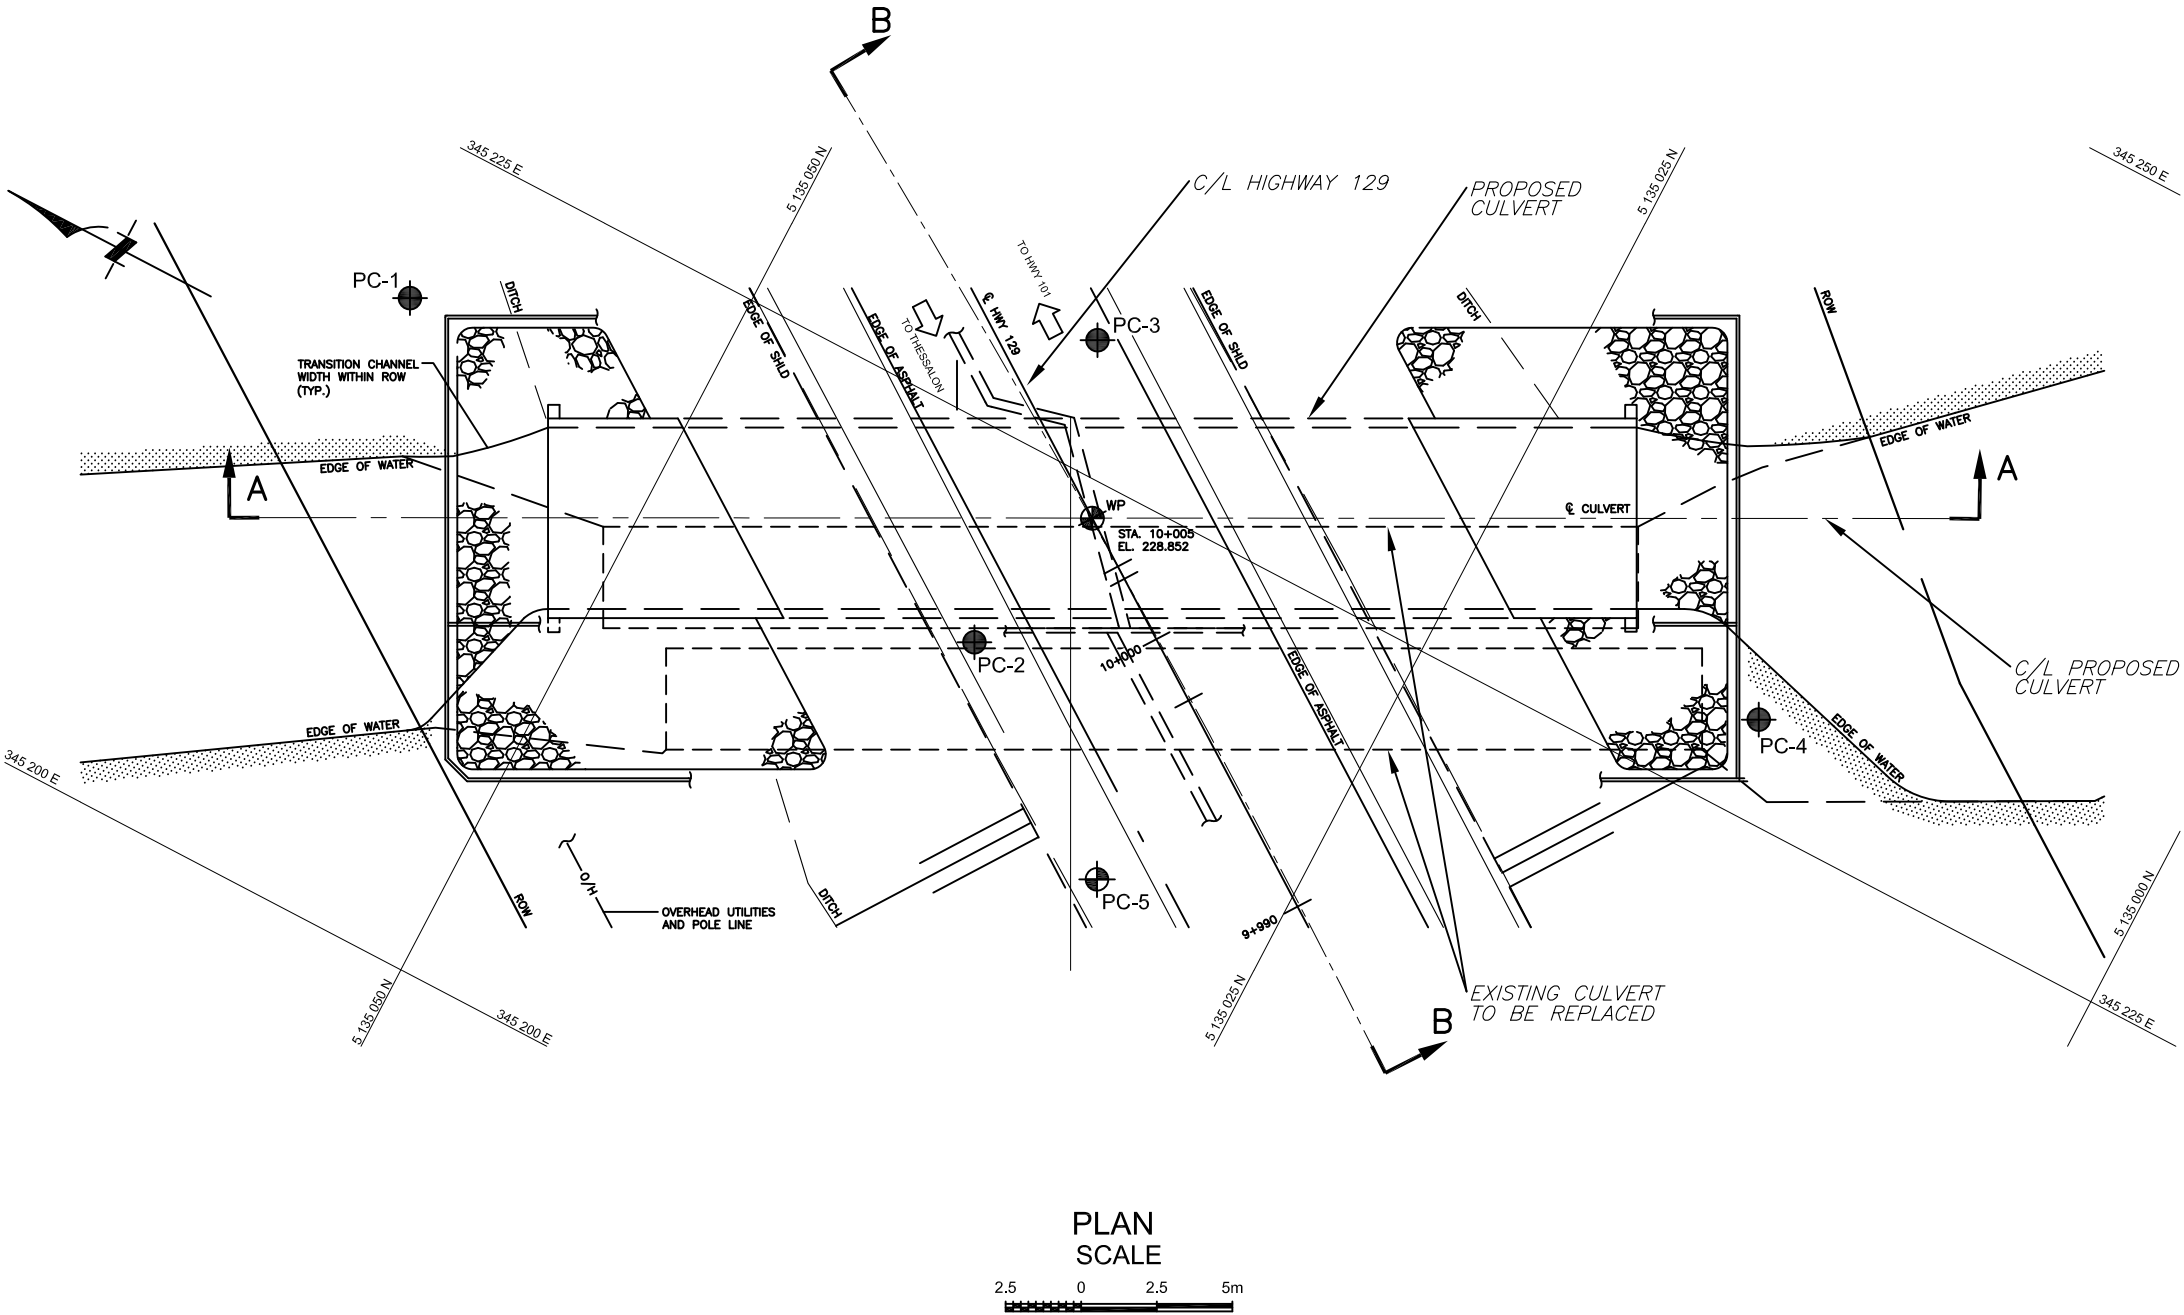 B
345 225 E
5 135 050 N
C/L HIGHWAY 129
PROPOSED
CULVERT
5 135 025 N
345 250 E
PC-1
DITCH
EDGE OF SHLD
EDGE OF ASPHALT
TO THESSALON
℄ HWY 129
TO HWY 101
PC-3
EDGE OF SHLD
DITCH
ROW
TRANSITION CHANNEL
WIDTH WITHIN ROW
(TYP.)
EDGE OF WATER
EDGE OF WATER
A
A
WP
STA. 10+005
EL. 228.852
℄ CULVERT
PC-2
10+000
EDGE OF ASPHALT
C/L PROPOSED
CULVERT
EDGE OF WATER
PC-4
EDGE OF WATER
345 200 E
O/H
ROW
OVERHEAD UTILITIES
AND POLE LINE
DITCH
PC-5
9+990
5 135 000 N
5 135 050 N
345 200 E
5 135 025 N
EXISTING CULVERT
TO BE REPLACED
B
345 225 E
PLAN
SCALE
2.5 0 2.5 5m